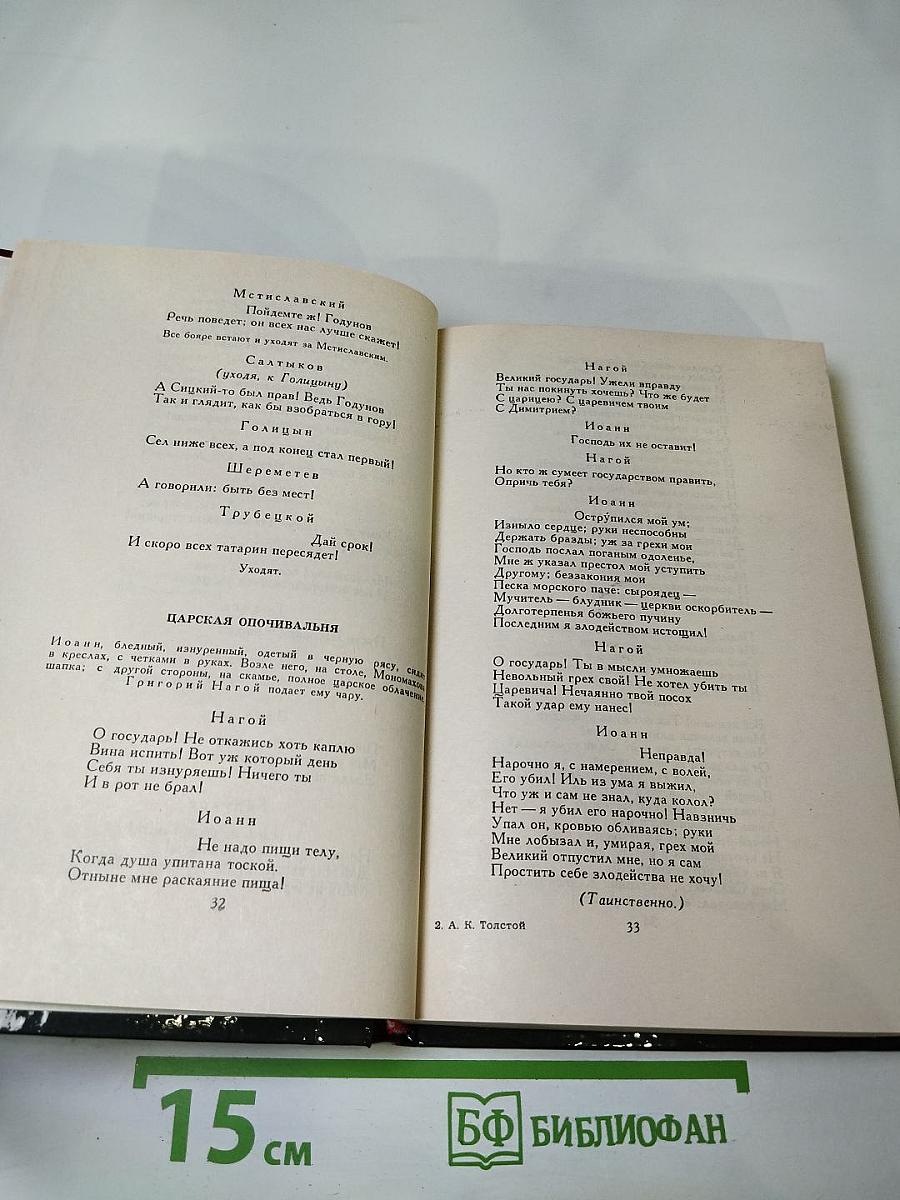 Мстиславский
Пойдемте ж! Годунов
Речь поведет; он всех нас лучше скажет!
Все бояре встают и уходят за Мстиславским.
Салтыков
(уходя, к Голицыну)
А Сицкий-то был прав! Ведь Годунов
Так и глядит, как бы взобраться в гору!
Голицын
Сел ниже всех, а под конец стал первый!
Шереметев
А говорили: быть без мест!
Трубецкой
Дай срок!
И скоро всех татарин пересядет!
Уходят.
ЦАРСКАЯ ОПОЧИВАЛЬНЯ
Иоанн, бледный, изнуренный, одетый в черную рясу, сидит
в креслах, с четками в руках. Возле него, на столе, Мономахова
шапка; с другой стороны, на скамье, полное царское облачение.
Григорий Нагой подает ему чару.
Нагой
О государь! Не откажись хоть каплю
Вина испить! Вот уж который день
Себя ты изнуряешь! Ничего ты
И в рот не брал!
Иоанн
Не надо пищи телу,
Когда душа упитана тоской.
Отныне мне раскаяние пища!
32
Нагой
Великий государь! Ужели вправду
Ты нас покинуть хочешь? Что же будет
С царицею? С царевичем твоим
С Димитрием?
Иоанн
Господь их не оставит!
Нагой
Но кто ж сумеет государством править,
Опричь тебя?
Иоанн
Острупился мой ум;
Изныло сердце; руки неспособны
Держать бразды; уж за грехи мои
Господь послал поганым одоленье,
Мне ж указал престол мой уступить
Другому; беззакония мои
Песка морского паче: сыроядец —
Мучитель — блудник — церкви оскорбитель —
Долготерпенья божьего пучину
Последним я злодейством истощил!
Нагой
О государь! Ты в мысли умножаешь
Невольный грех свой! Не хотел убить ты
Царевича! Нечаянно твой посох
Такой удар ему нанес!
Иоанн
Неправда!
Нарочно я, с намерением, с волей,
Его убил! Иль из ума я выжил,
Что уж и сам не знал, куда колол?
Нет — я убил его нарочно! Навзничь
Упал он, кровью обливаясь; руки
Мне лобызал и, умирая, грех мой
Великий отпустил мне, но я сам
Простить себе злодейства не хочу!
(Таинственно.)
2. А. К. Толстой
33
15 см
БФ БИБЛИОФАН